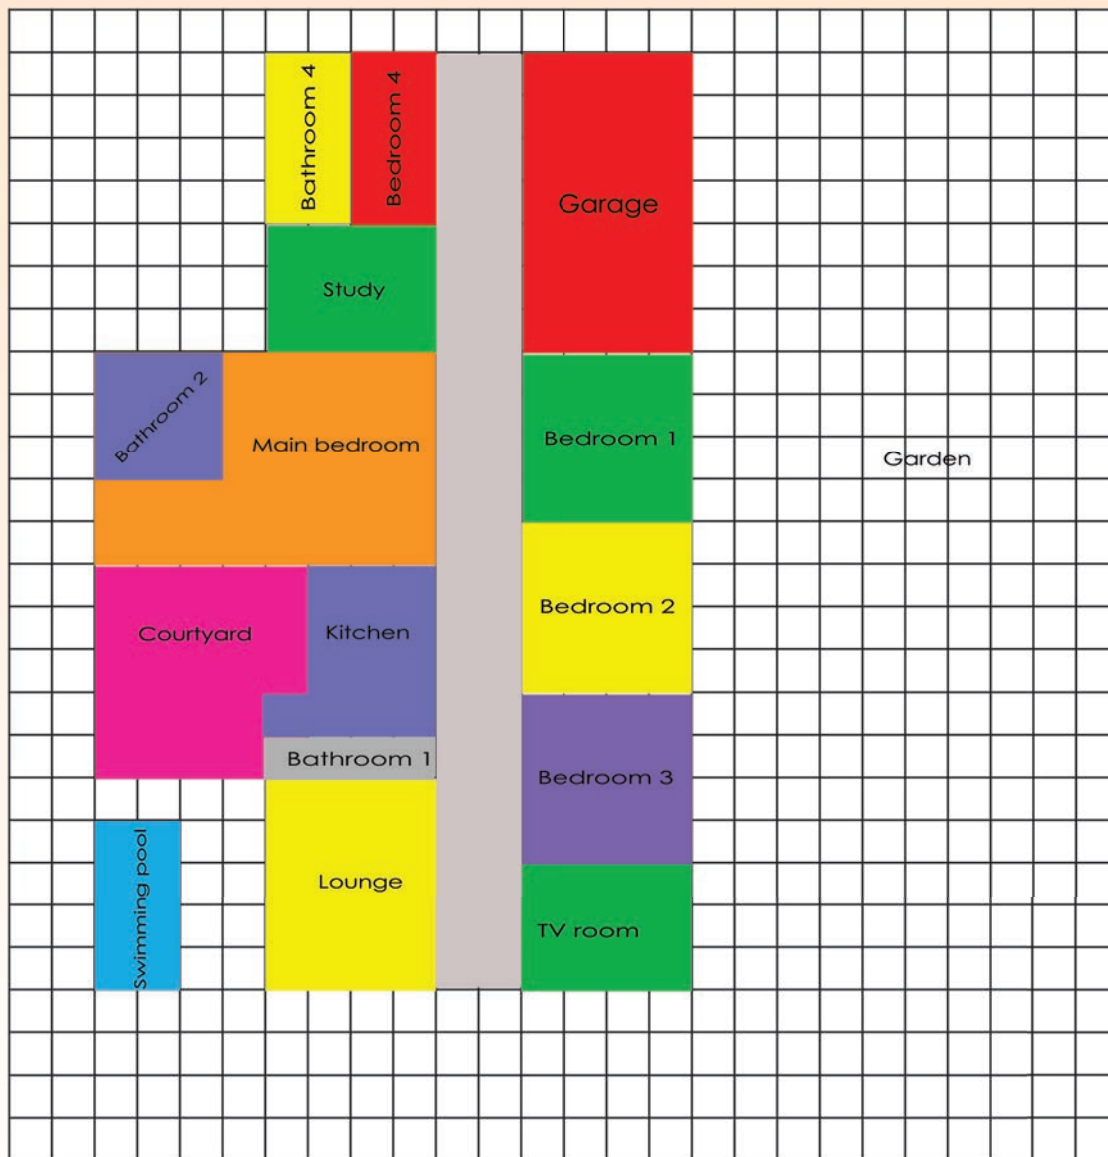 Bathroom 4
Bedroom 4
Garage
Study
Bathroom 2
Main bedroom
Bedroom 1
Garden
Bedroom 2
Courtyard
Kitchen
Bathroom 1
Bedroom 3
Swimming pool
Lounge
TV room